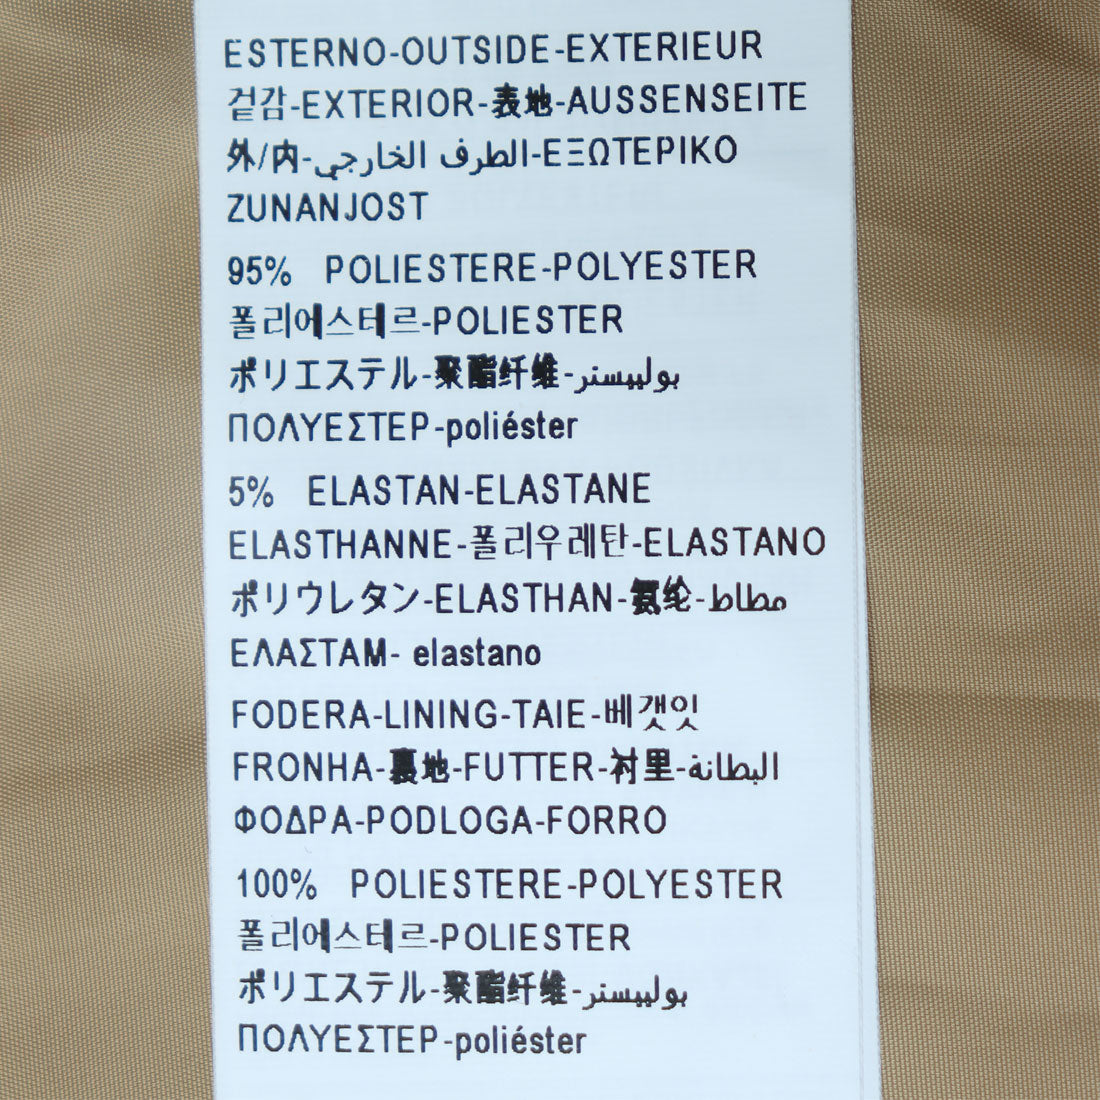 ESTERNO-OUTSIDE-EXTERIEUR
겉감-EXTERIOR-表地-AUSSENSEITE
外/内-الطرف الخارجي-ΕΞΩΤΕΡΙΚΟ
ZUNANJOST
95% POLIESTERE-POLYESTER
폴리에스테르-POLIESTER
ポリエステル-聚酯纤维-بولييستر
ΠΟΛΥΕΣΤΕΡ-poliéster
5% ELASTAN-ELASTANE
ELASTHANNE-폴리우레탄-ELASTANO
ポリウレタン-ELASTHAN-氨纶-مطاط
ΕΛΑΣΤΑΜ- elastano
FODERA-LINING-TAIE-베갯잇
FRONHA-裏地-FUTTER-衬里-البطانة
ΦΟΔΡΑ-PODLOGA-FORRO
100% POLIESTERE-POLYESTER
폴리에스테르-POLIESTER
ポリエステル-聚酯纤维-بولييستر
ΠΟΛΥΕΣΤΕΡ-poliéster